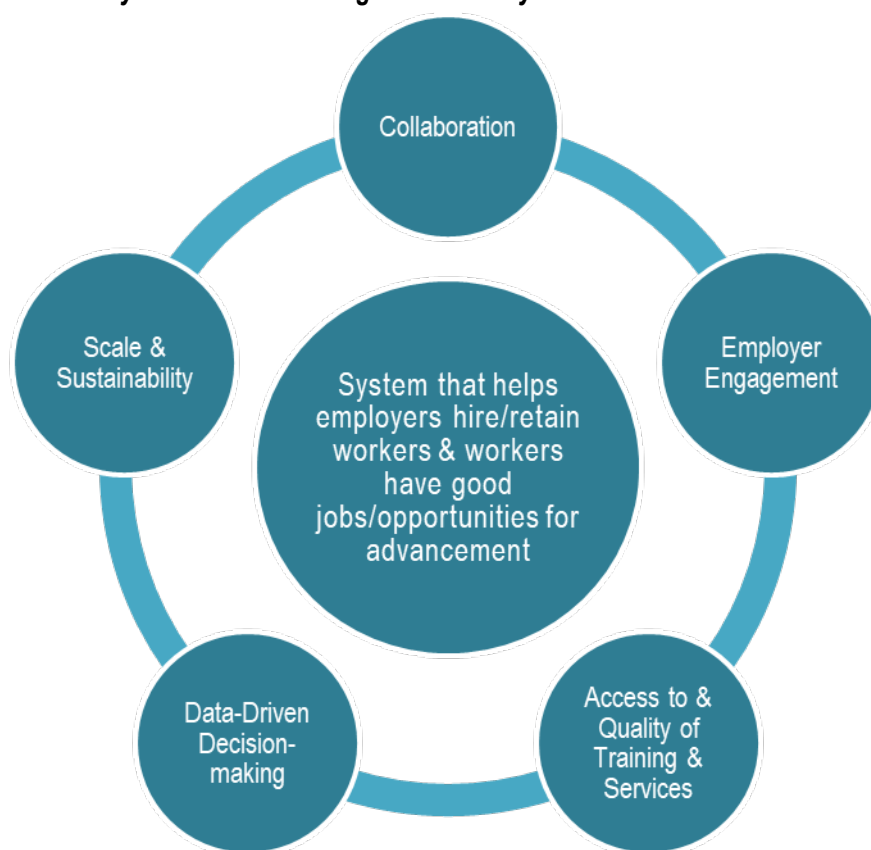 Collaboration
Employer
Engagement
Access to &
Quality of
Training &
Services
Data-Driven
Decision-
making
Scale &
Sustainability
System that helps
employers hire/retain
workers & workers
have good
jobs/opportunities for
advancement